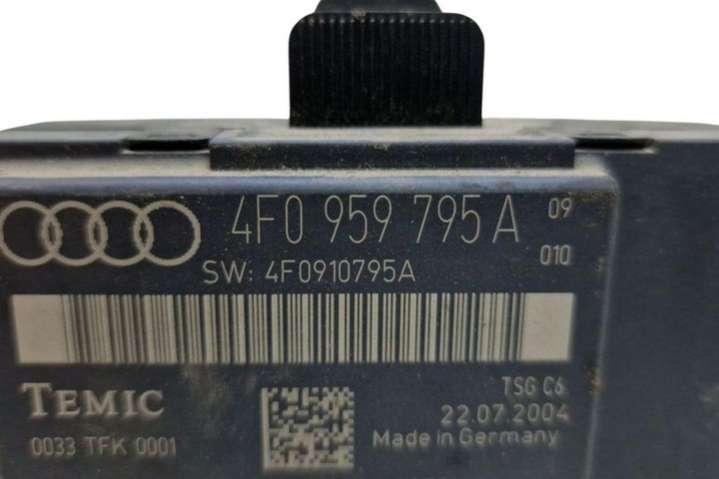 4F0 959 795 A 09
010
SW: 4F0910795A
TEMIC
TSG C6
22.07.2004
0033 TFK 0001
Made in Germany